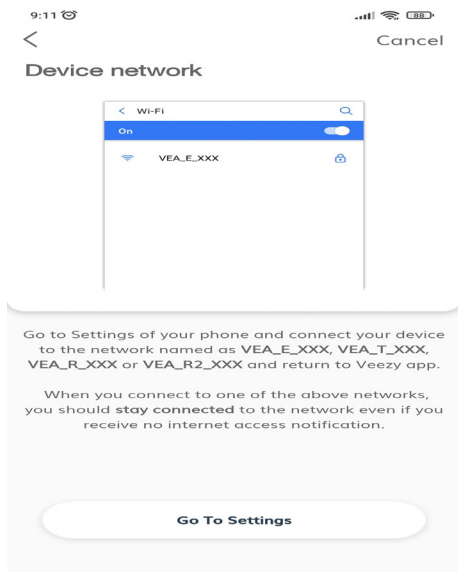 9:11
88
Cancel
Device network
Wi-Fi
On
VEA_E_XXX
Go to Settings of your phone and connect your device
to the network named as VEA_E_XXX, VEA_T_XXX,
VEA_R_XXX or VEA_R2_XXX and return to Veezy app.
When you connect to one of the above networks,
you should stay connected to the network even if you
receive no internet access notification.
Go To Settings